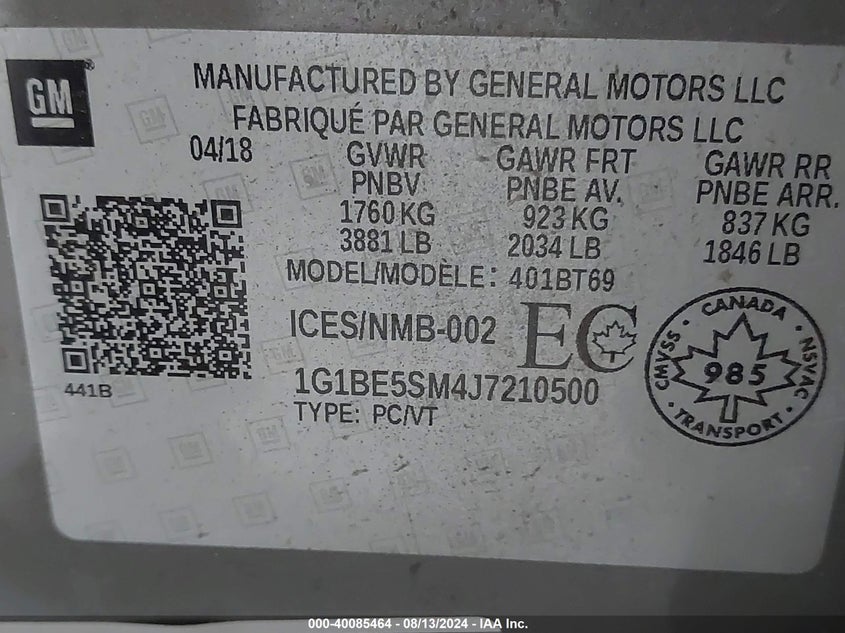 GM
MANUFACTURED BY GENERAL MOTORS LLC
FABRIQUÉ PAR GENERAL MOTORS LLC
04/18 GVWR GAWR FRT GAWR RR
PNBV PNBE AV. PNBE ARR.
1760 KG 923 KG 837 KG
3881 LB 2034 LB 1846 LB
MODEL/MODÈLE: 401BT69
ICES/NMB-002 EC
CANADA
CMVSS · 985 · NSVAC
TRANSPORT
441B
1G1BE5SM4J7210500
TYPE: PC/VT
000-40085464 - 08/13/2024 - IAA Inc.